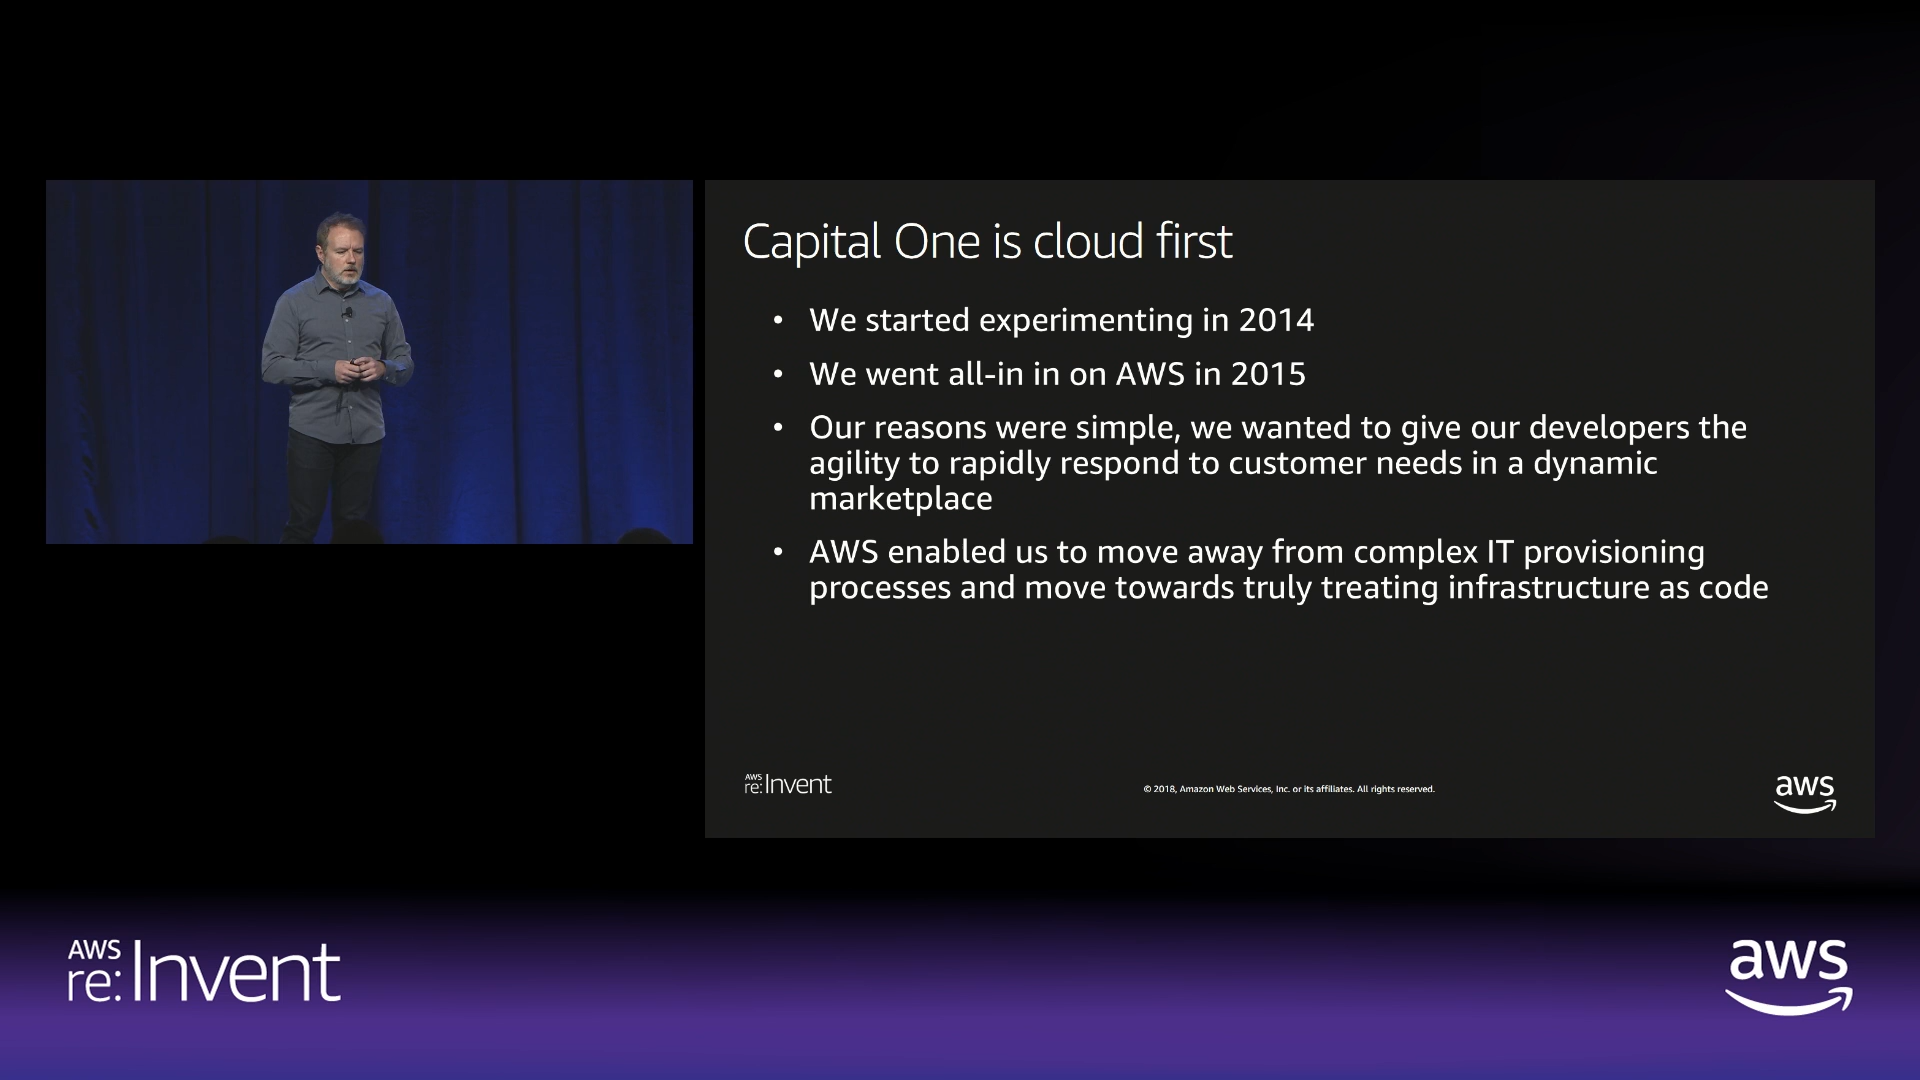 Capital One is cloud first
• We started experimenting in 2014
• We went all-in in on AWS in 2015
• Our reasons were simple, we wanted to give our developers the
agility to rapidly respond to customer needs in a dynamic
marketplace
• AWS enabled us to move away from complex IT provisioning
processes and move towards truly treating infrastructure as code
AWS
re:Invent
© 2018, Amazon Web Services, Inc. or its affiliates. All rights reserved.
aws
AWS
re:Invent
aws